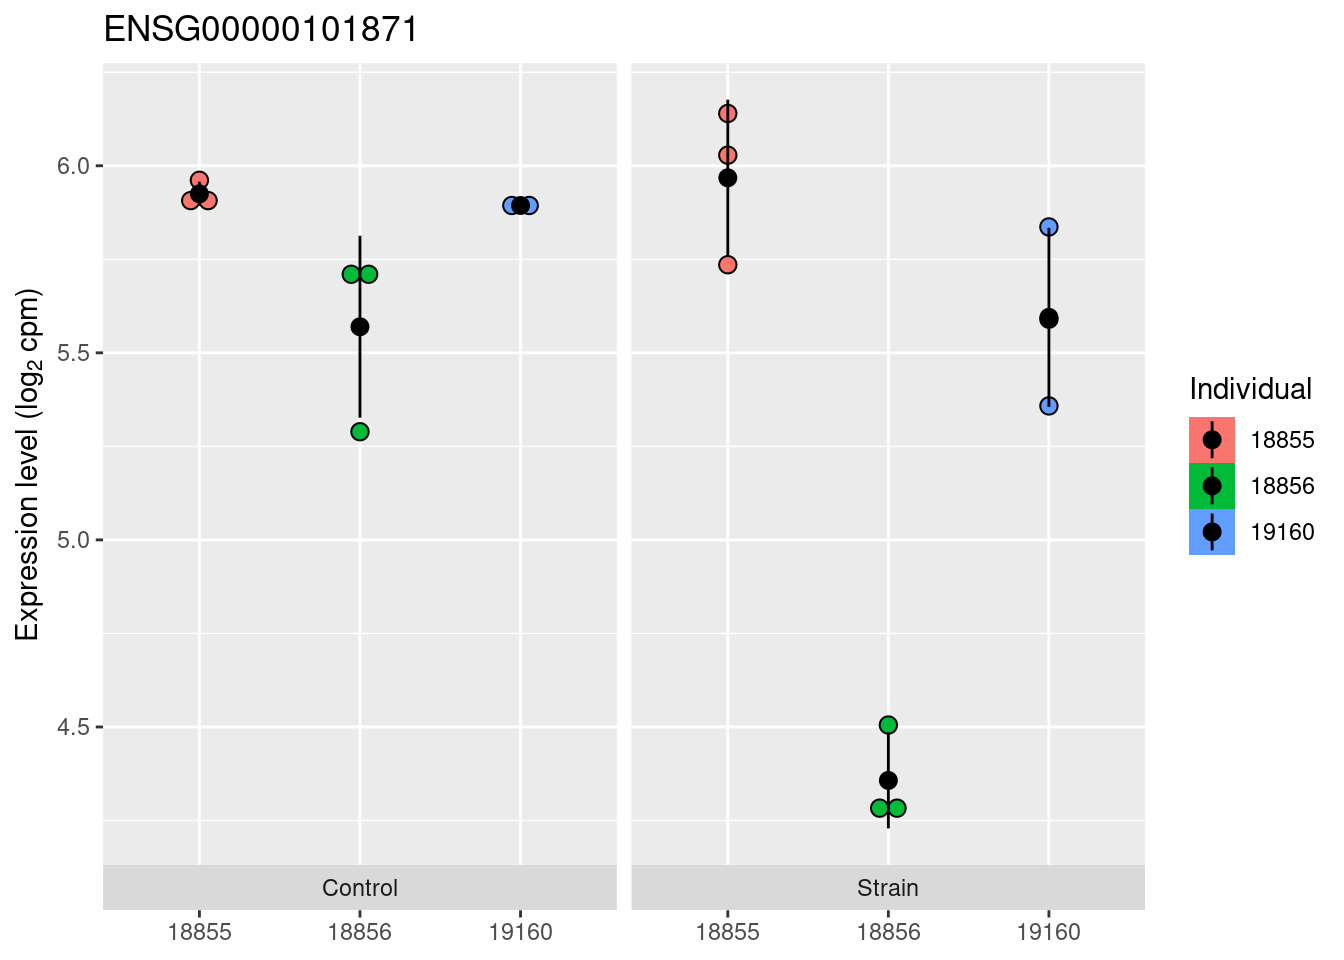 ENSG00000101871
Expression level (log₂ cpm)
6.0
5.5
5.0
4.5
Control
Strain
18855
18856
19160
18855
18856
19160
Individual
18855
18856
19160